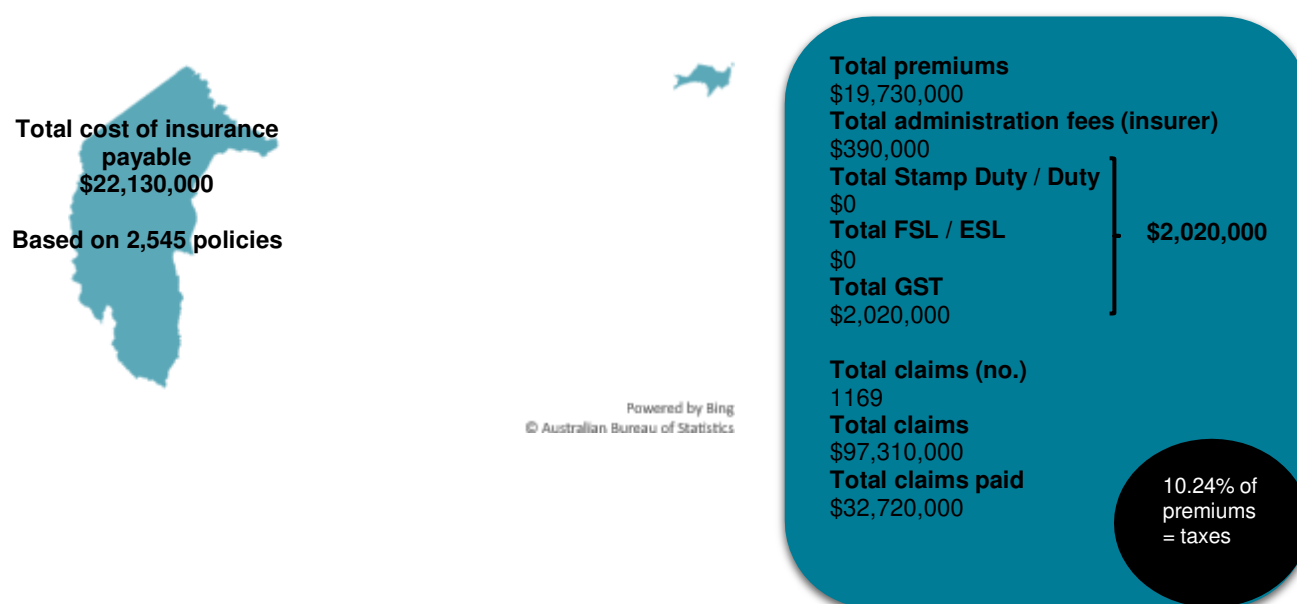 Total cost of insurance
payable
$22,130,000
Based on 2,545 policies
Powered by Bing
© Australian Bureau of Statistics
Total premiums
$19,730,000
Total administration fees (insurer)
$390,000
Total Stamp Duty / Duty
$0
Total FSL / ESL
$0
Total GST
$2,020,000
$2,020,000
Total claims (no.)
1169
Total claims
$97,310,000
Total claims paid
$32,720,000
10.24% of
premiums
= taxes